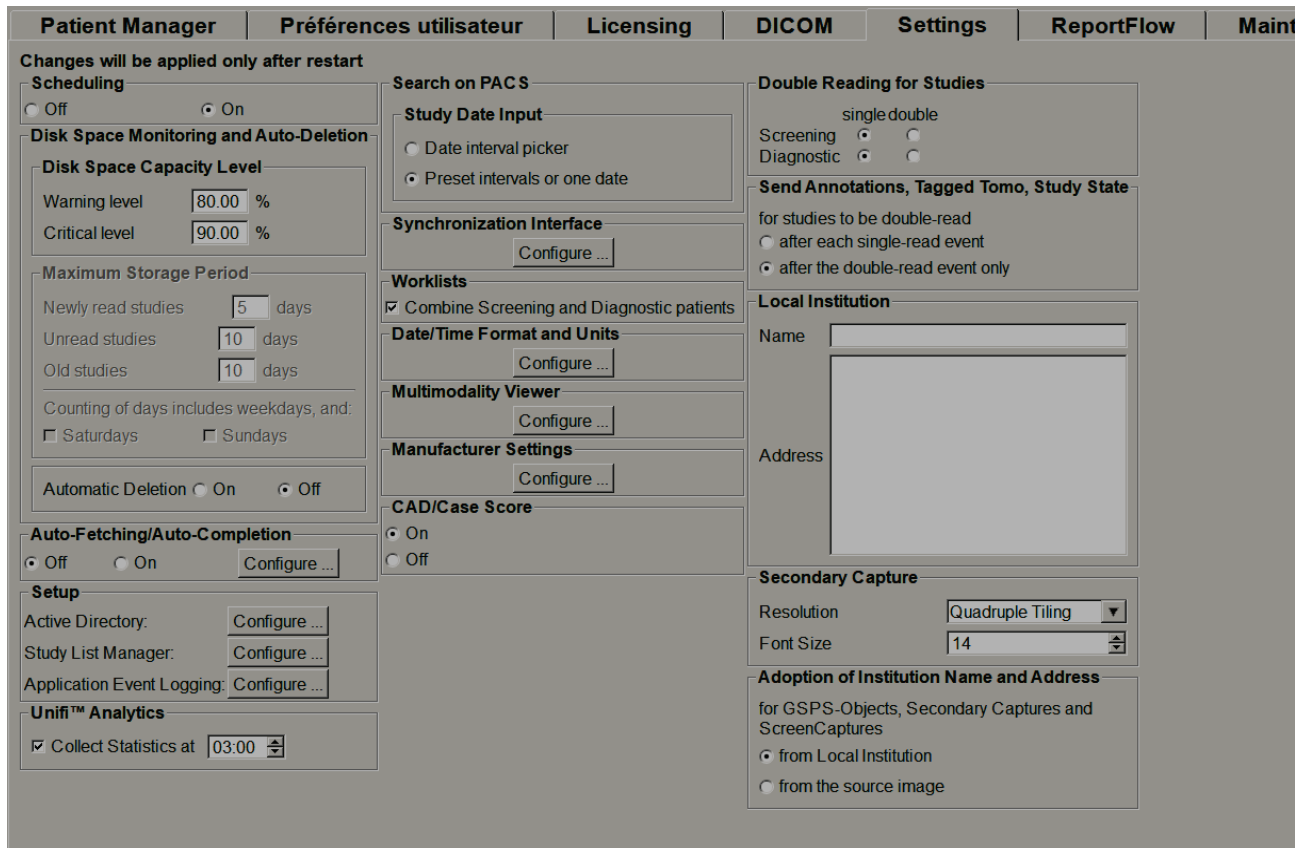 Patient Manager
Préférences utilisateur
Licensing
DICOM
Settings
ReportFlow
Maint
Changes will be applied only after restart
Scheduling
Off On
Disk Space Monitoring and Auto-Deletion
Disk Space Capacity Level
Warning level 80.00 %
Critical level 90.00 %
Maximum Storage Period
Newly read studies 5 days
Unread studies 10 days
Old studies 10 days
Counting of days includes weekdays, and:
Saturdays Sundays
Automatic Deletion On Off
Auto-Fetching/Auto-Completion
Off On Configure ...
Setup
Active Directory: Configure ...
Study List Manager: Configure ...
Application Event Logging: Configure ...
Unifi™ Analytics
Collect Statistics at 03:00
Search on PACS
Study Date Input
Date interval picker
Preset intervals or one date
Synchronization Interface
Configure ...
Worklists
Combine Screening and Diagnostic patients
Date/Time Format and Units
Configure ...
Multimodality Viewer
Configure ...
Manufacturer Settings
Configure ...
CAD/Case Score
On
Off
Double Reading for Studies
single double
Screening
Diagnostic
Send Annotations, Tagged Tomo, Study State
for studies to be double-read
after each single-read event
after the double-read event only
Local Institution
Name
Address
Secondary Capture
Resolution Quadruple Tiling
Font Size 14
Adoption of Institution Name and Address
for GSPS-Objects, Secondary Captures and
ScreenCaptures
from Local Institution
from the source image